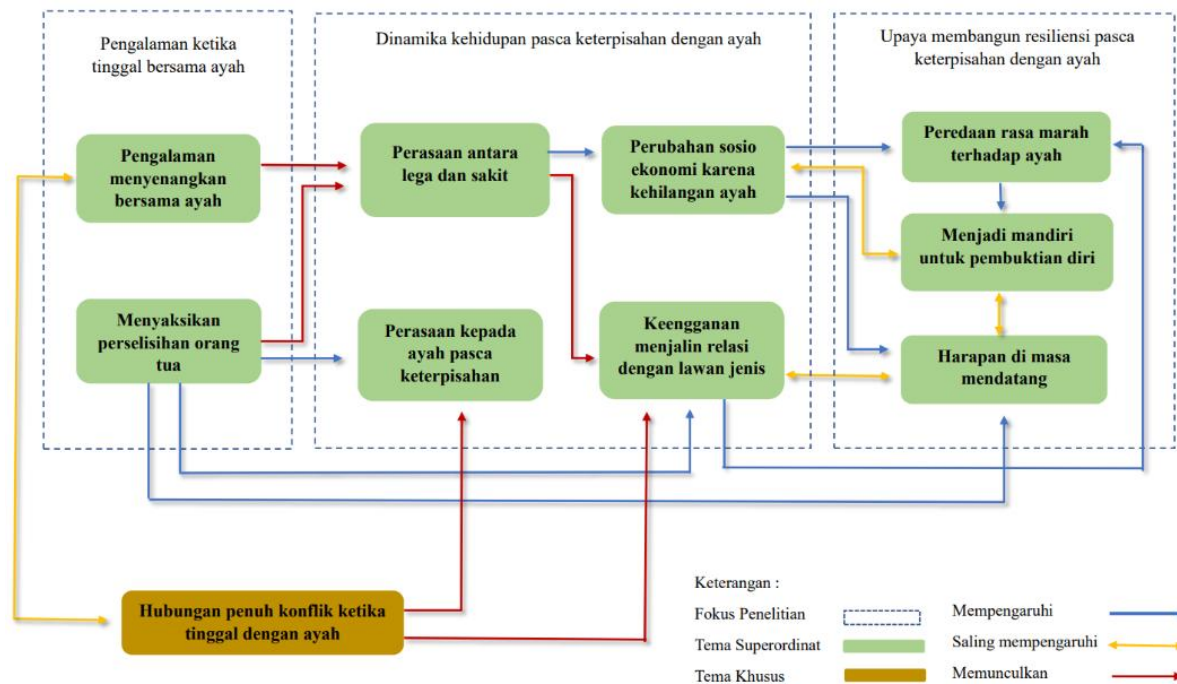 Pengalaman ketika
tinggal bersama ayah
Dinamika kehidupan pasca keterpisahan dengan ayah
Upaya membangun resiliensi pasca
keterpisahan dengan ayah
Pengalaman
menyenangkan
bersama ayah
Perasaan antara
lega dan sakit
Perubahan sosio
ekonomi karena
kehilangan ayah
Peredaan rasa marah
terhadap ayah
Menjadi mandiri
untuk pembuktian diri
Menyaksikan
perselisihan orang
tua
Perasaan kepada
ayah pasca
keterpisahan
Keengganan
menjalin relasi
dengan lawan jenis
Harapan di masa
mendatang
Hubungan penuh konflik ketika
tinggal dengan ayah
Keterangan :
Fokus Penelitian
Mempengaruhi
Tema Superordinat
Saling mempengaruhi
Tema Khusus
Memunculkan